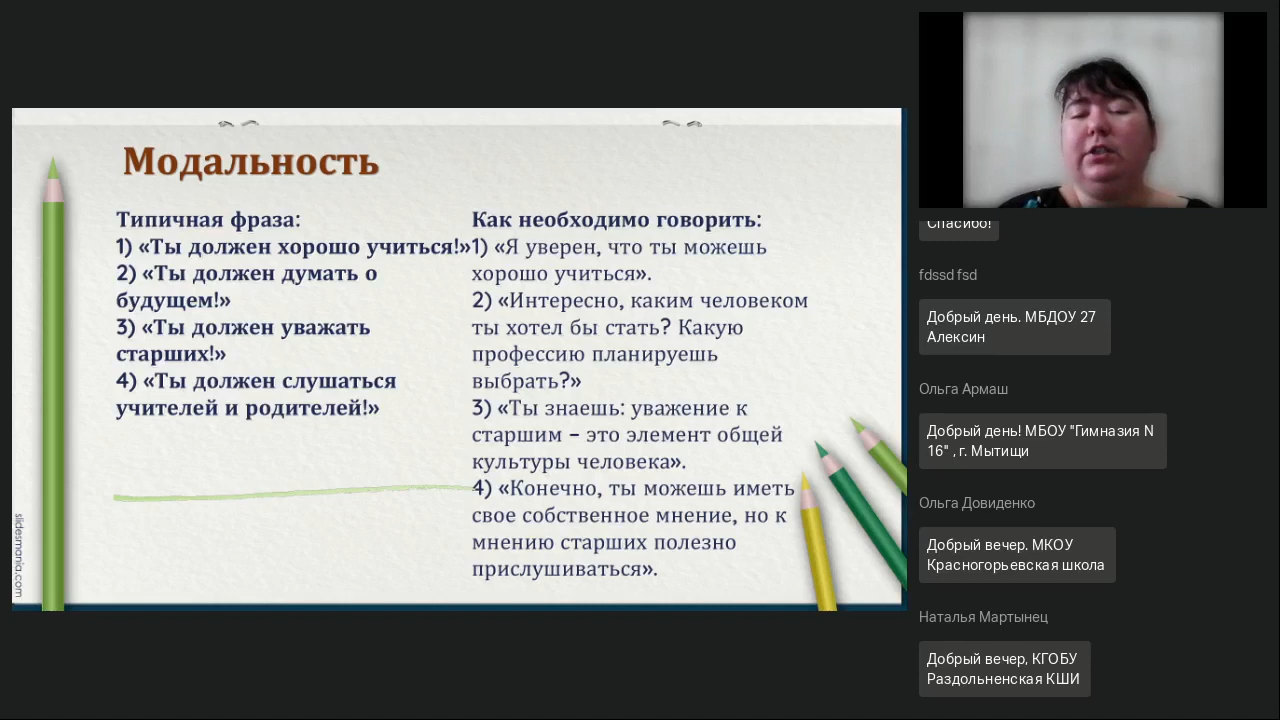 Модальность
Типичная фраза:
1) «Ты должен хорошо учиться!»
2) «Ты должен думать о
будущем!»
3) «Ты должен уважать
старших!»
4) «Ты должен слушаться
учителей и родителей!»
Как необходимо говорить:
1) «Я уверен, что ты можешь
хорошо учиться».
2) «Интересно, каким человеком
ты хотел бы стать? Какую
профессию планируешь
выбрать?»
3) «Ты знаешь: уважение к
старшим – это элемент общей
культуры человека».
4) «Конечно, ты можешь иметь
свое собственное мнение, но к
мнению старших полезно
прислушиваться».
slidesmania.com
Спасибо!
fdssd fsd
Добрый день. МБДОУ 27
Алексин
Ольга Армаш
Добрый день! МБОУ "Гимназия N
16" , г. Мытищи
Ольга Довиденко
Добрый вечер. МКОУ
Красногорьевская школа
Наталья Мартынец
Добрый вечер, КГОБУ
Раздольненская КШИ